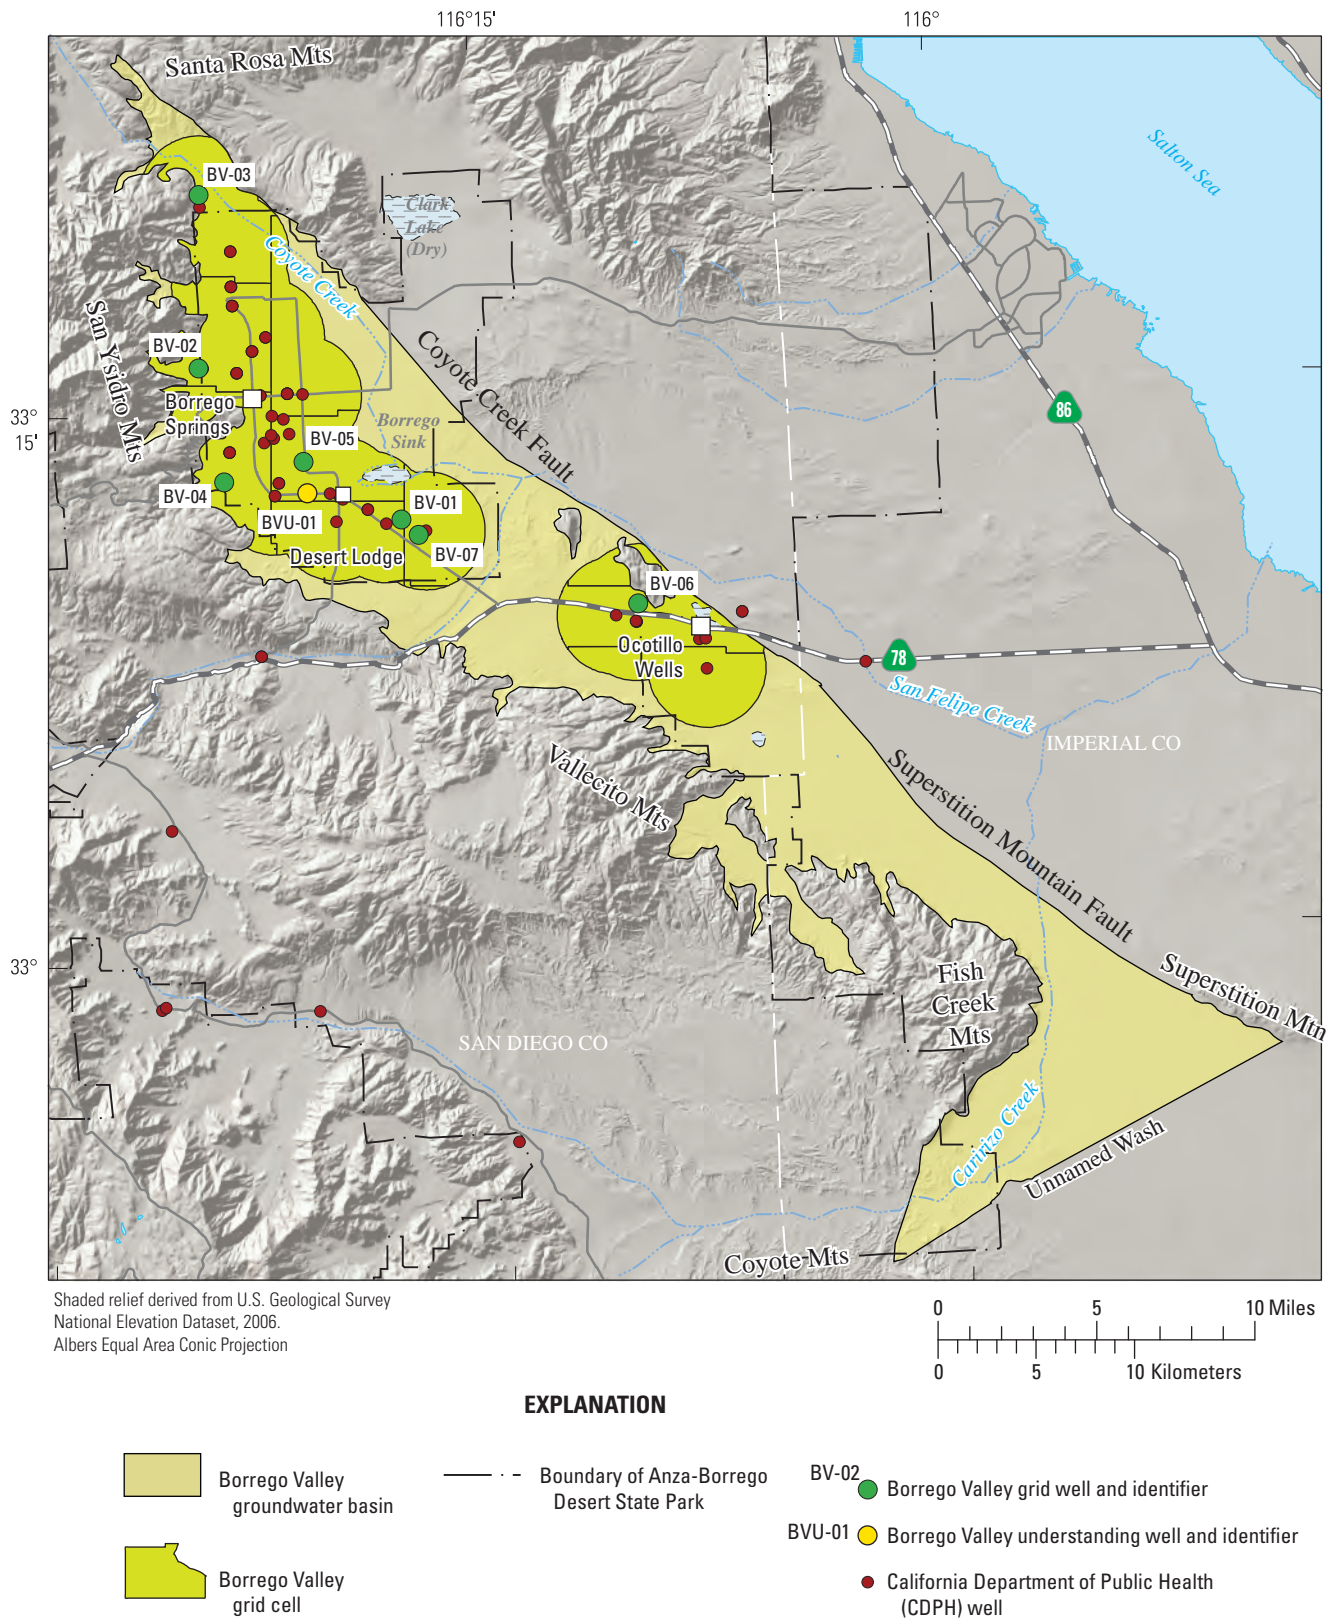 116°15'
116°
Santa Rosa Mts
Salton Sea
BV-03
Clark
Lake
(Dry)
Coyote Creek
San Ysidro Mts
BV-02
Coyote Creek Fault
86
Borrego
Springs
33°
15'
Borrego
Sink
BV-05
BV-04
BV-01
BVU-01
BV-07
Desert Lodge
BV-06
Ocotillo
Wells
78
San Felipe Creek
IMPERIAL CO
Vallecito Mts
Superstition Mountain Fault
33°
Fish
Creek
Mts
Superstition Mtn
SAN DIEGO CO
Caririzo Creek
Unnamed Wash
Coyote Mts
Shaded relief derived from U.S. Geological Survey
National Elevation Dataset, 2006.
Albers Equal Area Conic Projection
0 5 10 Miles
0 5 10 Kilometers
EXPLANATION
Borrego Valley
groundwater basin
Borrego Valley
grid cell
Boundary of Anza-Borrego
Desert State Park
BV-02 Borrego Valley grid well and identifier
BVU-01 Borrego Valley understanding well and identifier
California Department of Public Health
(CDPH) well